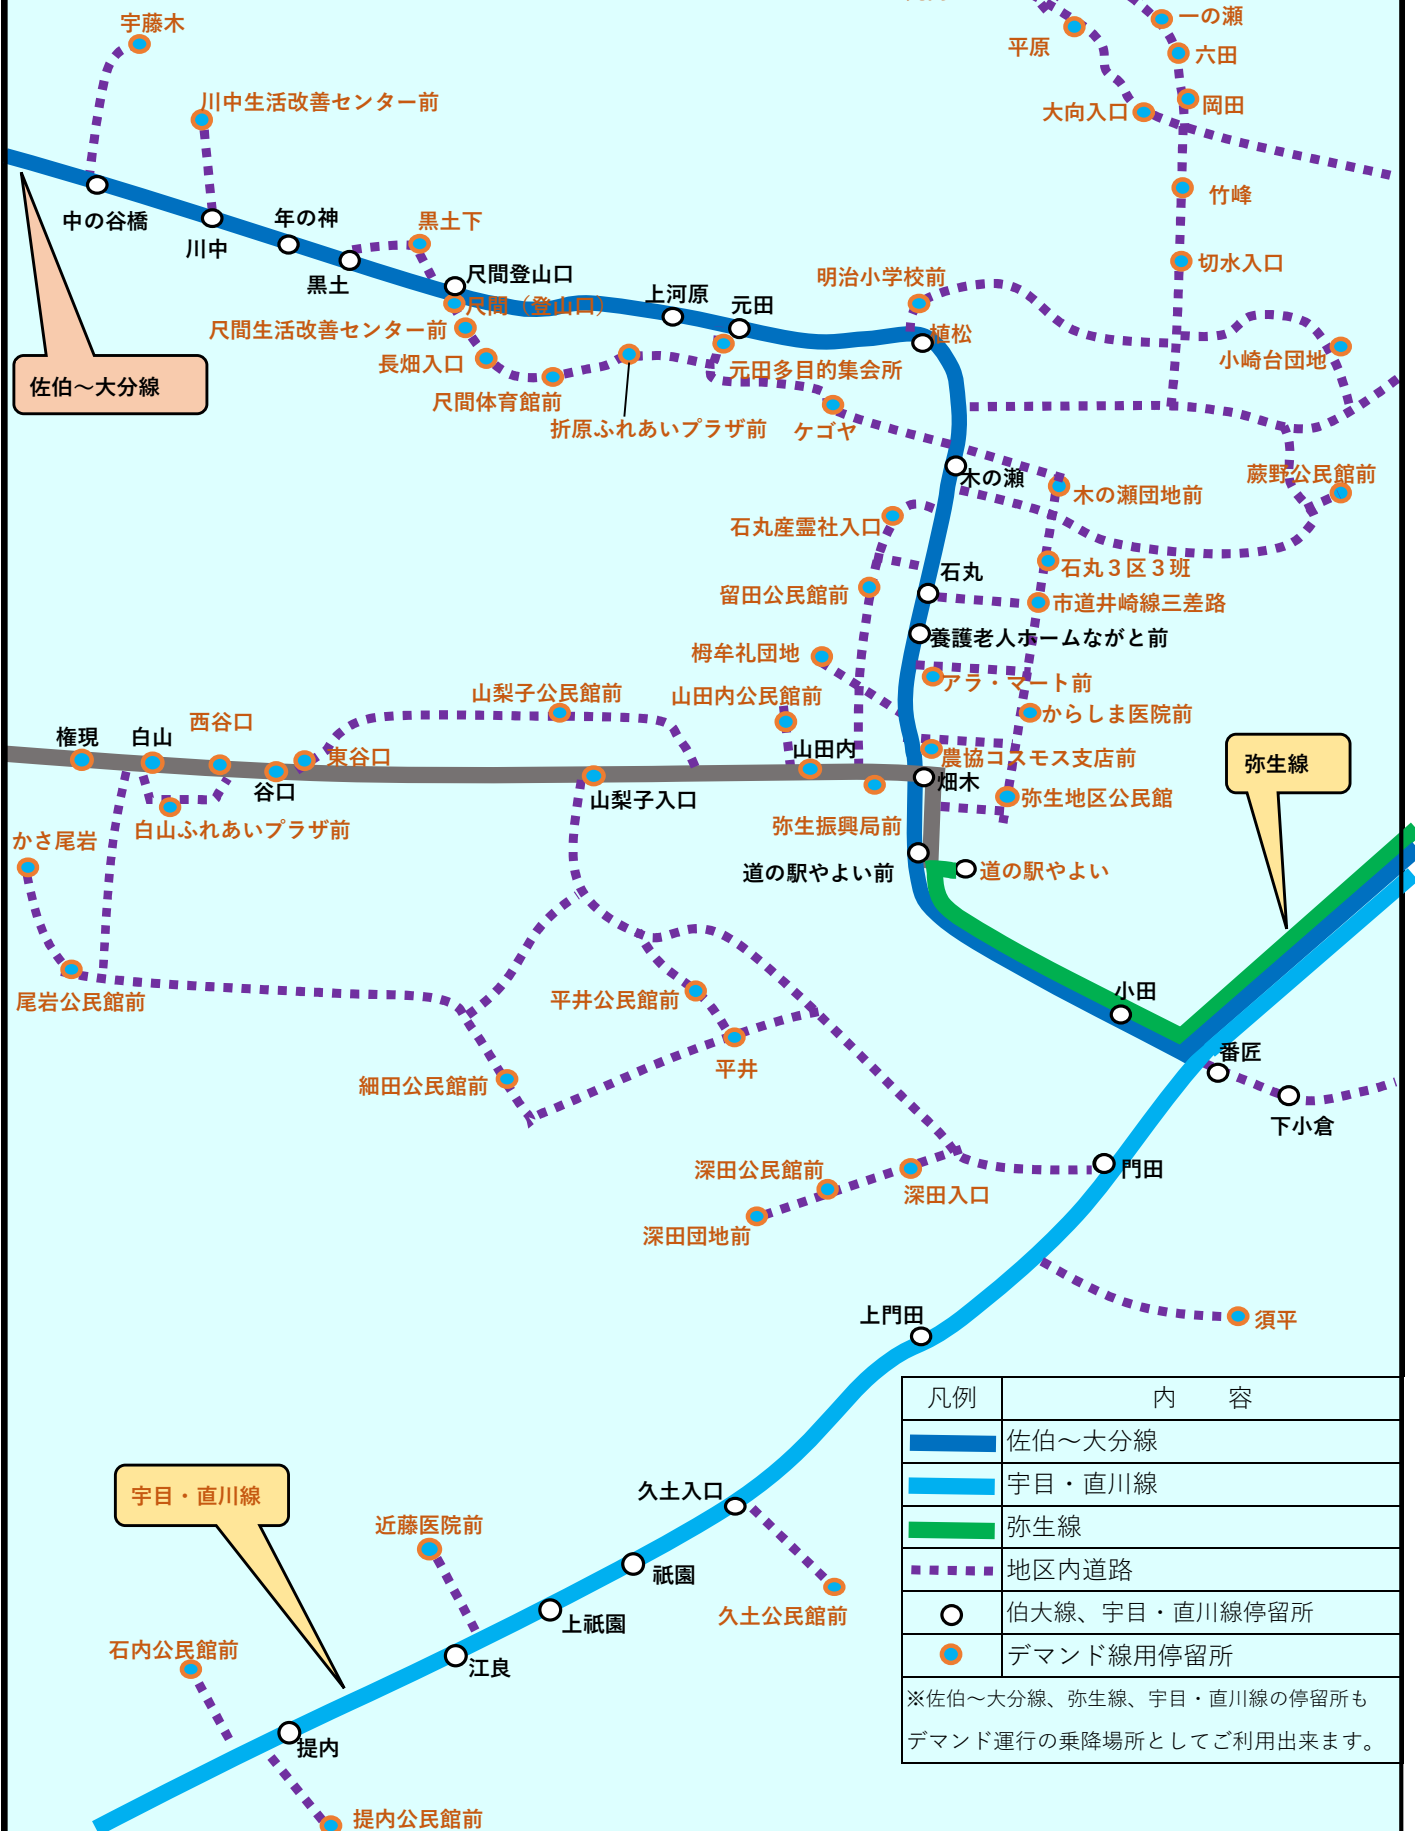 宇藤木
一の瀬
平原
六田
川中生活改善センター前
岡田
大向入口
竹峰
中の谷橋
年の神
黒土下
川中
切水入口
尺間登山口
明治小学校前
黒土
上河原
元田
尺間（登山口）
尺間生活改善センター前
植松
小崎台団地
長畑入口
元田多目的集会所
佐伯～大分線
尺間体育館前
折原ふれあいプラザ前
ケゴヤ
木の瀬
蕨野公民館前
木の瀬団地前
石丸産霊社入口
石丸
石丸３区３班
留田公民館前
市道井崎線三差路
養護老人ホームながと前
栂牟礼団地
アラ・マート前
山梨子公民館前
山田内公民館前
からしま医院前
西谷口
権現
白山
山田内
東谷口
農協コスモス支店前
弥生線
谷口
山梨子入口
畑木
弥生地区公民館
白山ふれあいプラザ前
弥生振興局前
かさ尾岩
道の駅やよい前
道の駅やよい
小田
尾岩公民館前
平井公民館前
番匠
平井
細田公民館前
下小倉
深田公民館前
門田
深田入口
深田団地前
上門田
須平
凡例
内　容
佐伯～大分線
宇目・直川線
弥生線
地区内道路
伯大線、宇目・直川線停留所
デマンド線用停留所
※佐伯～大分線、弥生線、宇目・直川線の停留所も
デマンド運行の乗降場所としてご利用出来ます。
久土入口
宇目・直川線
近藤医院前
祇園
久土公民館前
上祇園
石内公民館前
江良
提内
提内公民館前